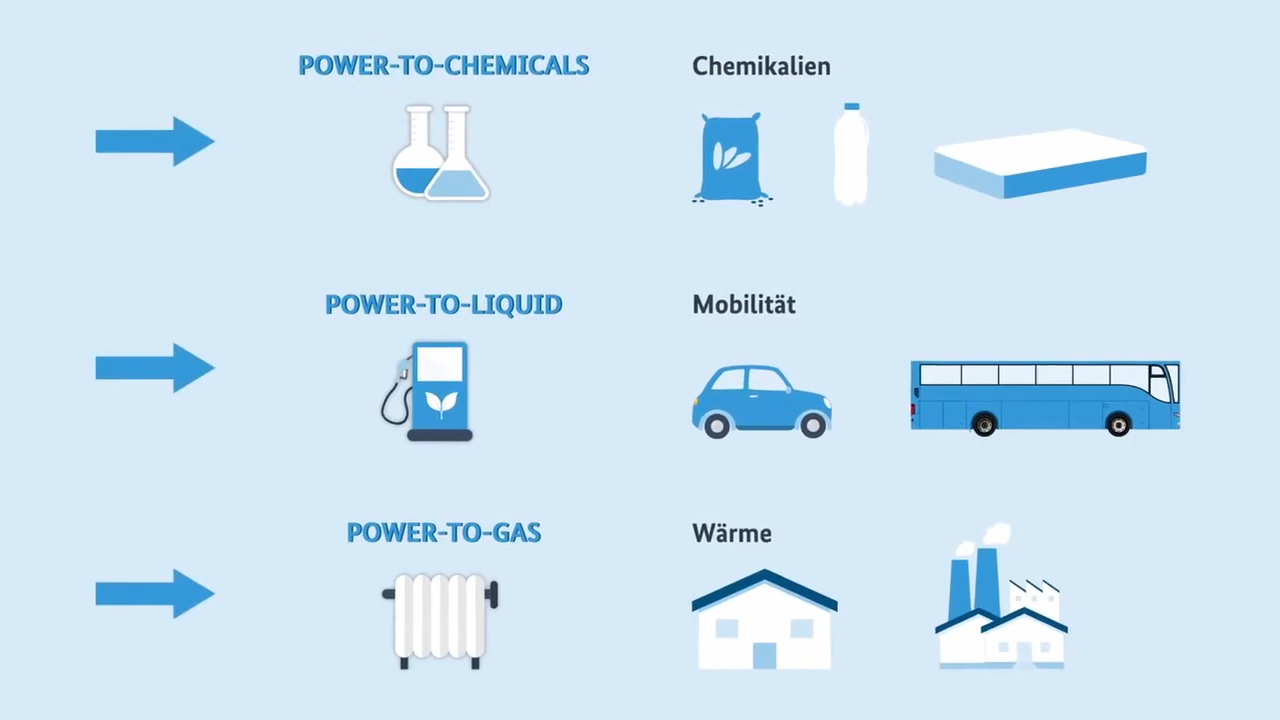 POWER-TO-CHEMICALS
Chemikalien
POWER-TO-LIQUID
Mobilität
POWER-TO-GAS
Wärme